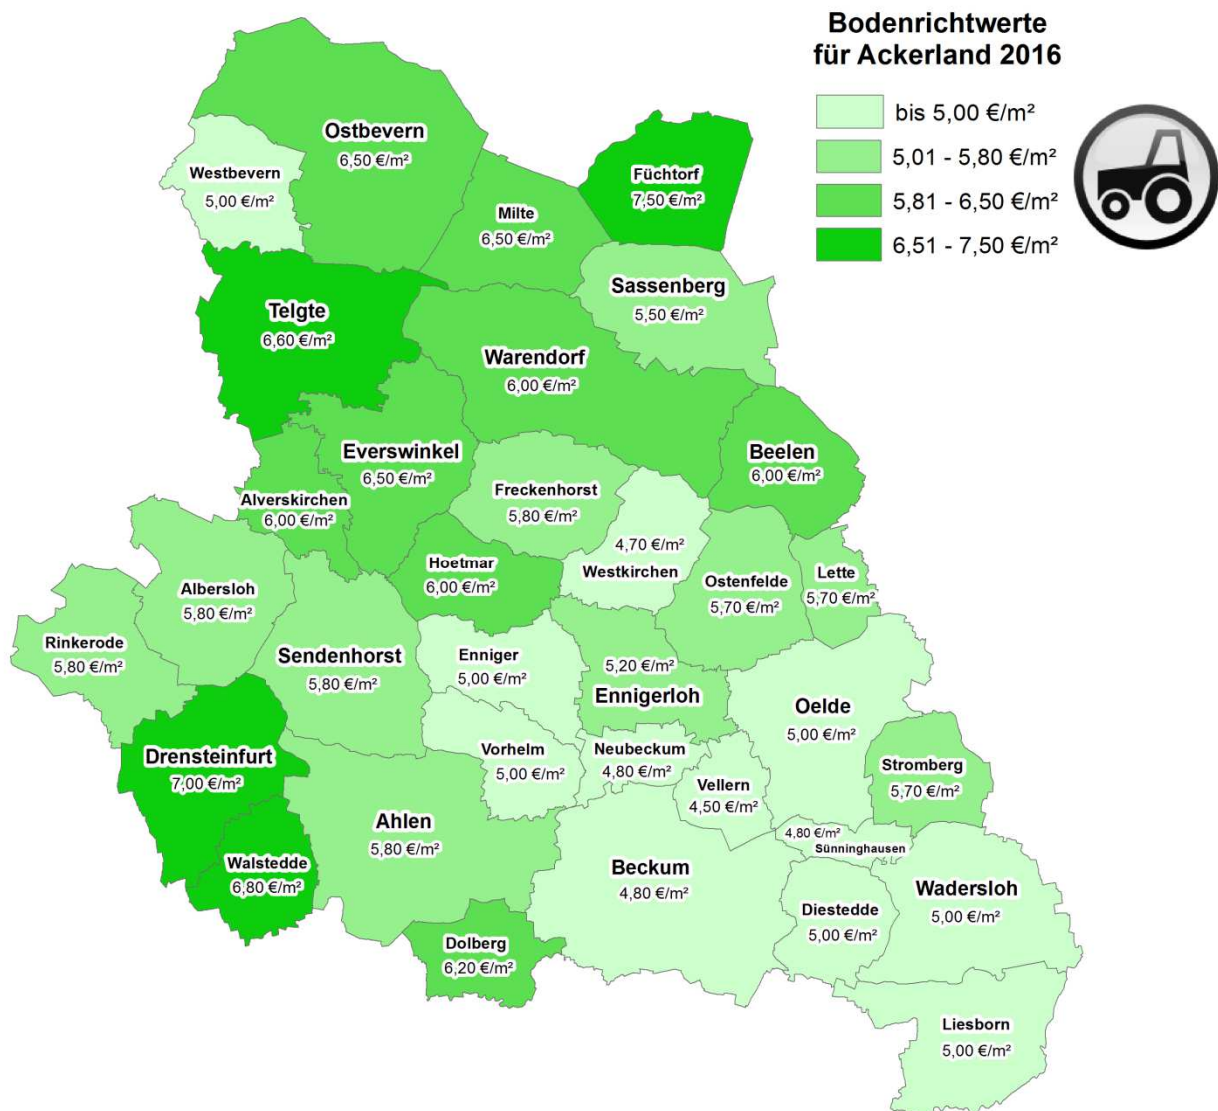 Bodenrichtwerte
für Ackerland 2016
bis 5,00 €/m²
5,01 - 5,80 €/m²
5,81 - 6,50 €/m²
6,51 - 7,50 €/m²
Ostbevern
6,50 €/m²
Westbevern
5,00 €/m²
Füchtorf
7,50 €/m²
Milte
6,50 €/m²
Sassenberg
5,50 €/m²
Telgte
6,60 €/m²
Warendorf
6,00 €/m²
Everswinkel
6,50 €/m²
Beelen
6,00 €/m²
Alverskirchen
6,00 €/m²
Freckenhorst
5,80 €/m²
4,70 €/m²
Westkirchen
Hoetmar
6,00 €/m²
Ostenfelde
5,70 €/m²
Lette
5,70 €/m²
Albersloh
5,80 €/m²
Rinkerode
5,80 €/m²
Sendenhorst
5,80 €/m²
Enniger
5,00 €/m²
5,20 €/m²
Ennigerloh
Oelde
5,00 €/m²
Drensteinfurt
7,00 €/m²
Vorhelm
5,00 €/m²
Neubeckum
4,80 €/m²
Vellern
4,50 €/m²
Stromberg
5,70 €/m²
Ahlen
5,80 €/m²
4,80 €/m²
Sünninghausen
Walstedde
6,80 €/m²
Beckum
4,80 €/m²
Wadersloh
5,00 €/m²
Diestedde
5,00 €/m²
Dolberg
6,20 €/m²
Liesborn
5,00 €/m²